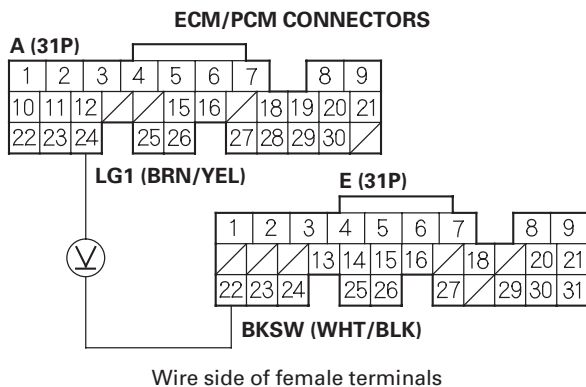 ECM/PCM CONNECTORS
A (31P)
1 2 3 4 5 6 7 8 9
10 11 12 15 16 18 19 20 21
22 23 24 25 26 27 28 29 30
LG1 (BRN/YEL)
E (31P)
1 2 3 4 5 6 7 8 9
13 14 15 16 18 20 21
22 23 24 25 26 27 29 30 31
V
BKSW (WHT/BLK)
Wire side of female terminals